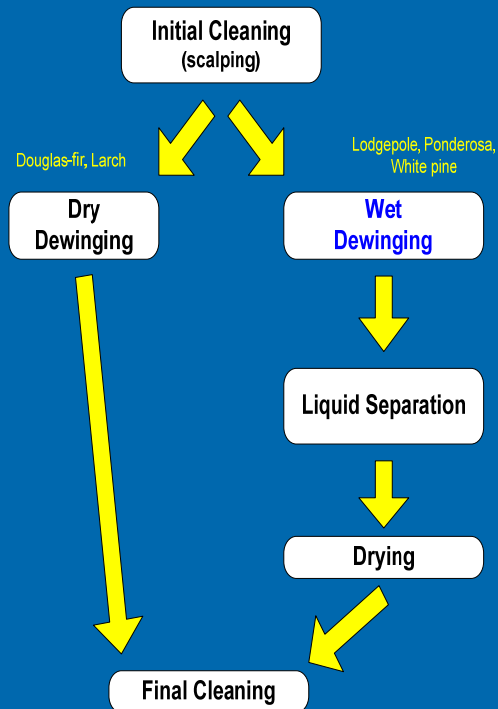 Initial Cleaning
(scalping)
Douglas-fir, Larch
Lodgepole, Ponderosa,
White pine
Dry
Dewinging
Wet
Dewinging
Liquid Separation
Drying
Final Cleaning